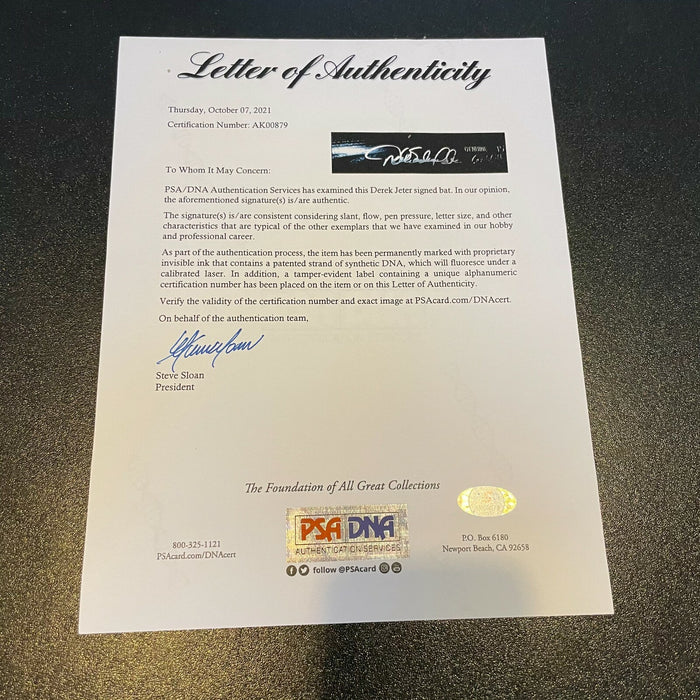 Letter of Authenticity
Thursday, October 07, 2021
Certification Number: AK00879
GENUINE
To Whom It May Concern:
PSA/DNA Authentication Services has examined this Derek Jeter signed bat. In our opinion,
the aforementioned signature(s) is/are authentic.
The signature(s) is/are consistent considering slant, flow, pen pressure, letter size, and other
characteristics that are typical of the other exemplars that we have examined in our hobby
and professional career.
As part of the authentication process, the item has been permanently marked with proprietary
invisible ink that contains a patented strand of synthetic DNA, which will fluoresce under a
calibrated laser. In addition, a tamper-evident label containing a unique alphanumeric
certification number has been placed on the item or on this Letter of Authenticity.
Verify the validity of the certification number and exact image at PSAcard.com/DNAcert.
On behalf of the authentication team,
Steve Sloan
President
The Foundation of All Great Collections
800-325-1121
PSAcard.com/DNAcert
PSA DNA
AUTHENTICATION SERVICES
follow @PSAcard
P.O. Box 6180
Newport Beach, CA 92658